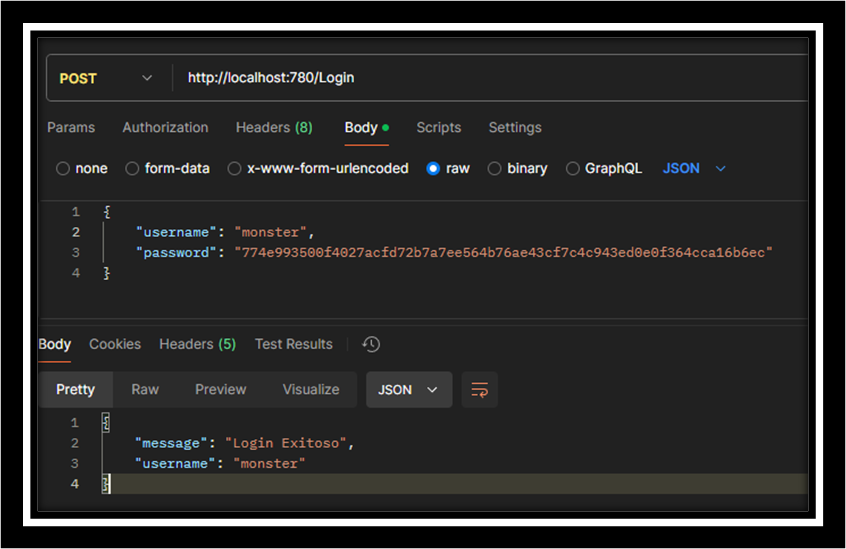 POST http://localhost:780/Login
Params Authorization Headers (8) Body Scripts Settings
none form-data x-www-form-urlencoded raw binary GraphQL JSON
1 {
2 "username": "monster",
3 "password": "774e993500f4027acfd72b7a7ee564b76ae43cf7c4c943ed0e0f364cca16b6ec"
4 }
Body Cookies Headers (5) Test Results
Pretty Raw Preview Visualize JSON
1 {
2 "message": "Login Exitoso",
3 "username": "monster"
4 }